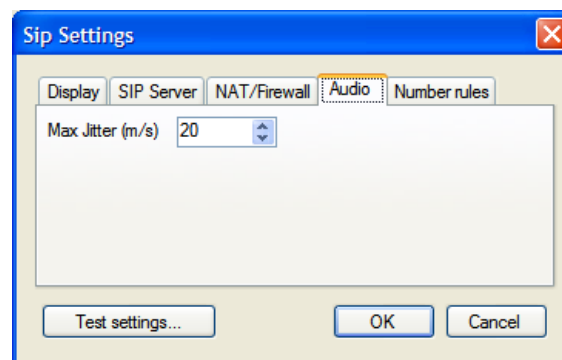 Sip Settings
Display SIP Server NAT/Firewall Audio Number rules
Max Jitter (m/s) 20
Test settings... OK Cancel